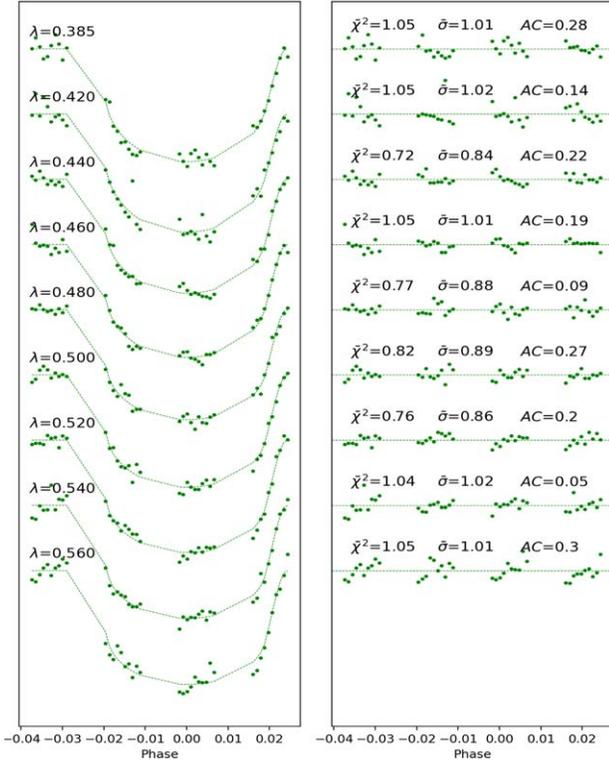 λ=0.385
λ=0.420
λ=0.440
λ=0.460
λ=0.480
λ=0.500
λ=0.520
λ=0.540
λ=0.560
−0.04 −0.03 −0.02 −0.01 0.00 0.01 0.02
Phase
χ̄²=1.05 σ̄=1.01 AC=0.28
χ̄²=1.05 σ̄=1.02 AC=0.14
χ̄²=0.72 σ̄=0.84 AC=0.22
χ̄²=1.05 σ̄=1.01 AC=0.19
χ̄²=0.77 σ̄=0.88 AC=0.09
χ̄²=0.82 σ̄=0.89 AC=0.27
χ̄²=0.76 σ̄=0.86 AC=0.2
χ̄²=1.04 σ̄=1.02 AC=0.05
χ̄²=1.05 σ̄=1.01 AC=0.3
−0.04 −0.03 −0.02 −0.01 0.00 0.01 0.02
Phase